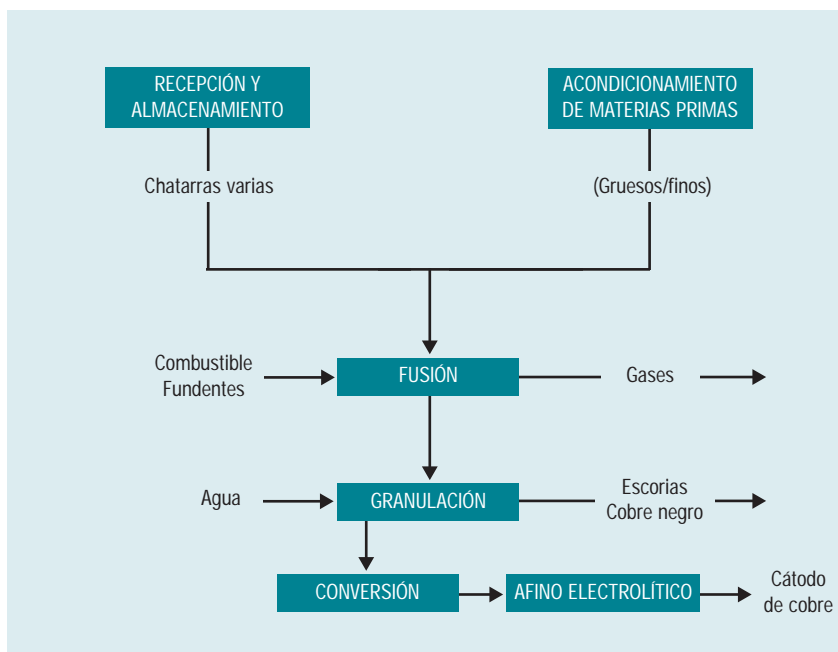 RECEPCIÓN Y
ALMACENAMIENTO
ACONDICIONAMIENTO
DE MATERIAS PRIMAS
Chatarras varias
(Gruesos/finos)
Combustible
Fundentes
FUSIÓN
Gases
Agua
GRANULACIÓN
Escorias
Cobre negro
CONVERSIÓN
AFINO ELECTROLÍTICO
Cátodo
de cobre